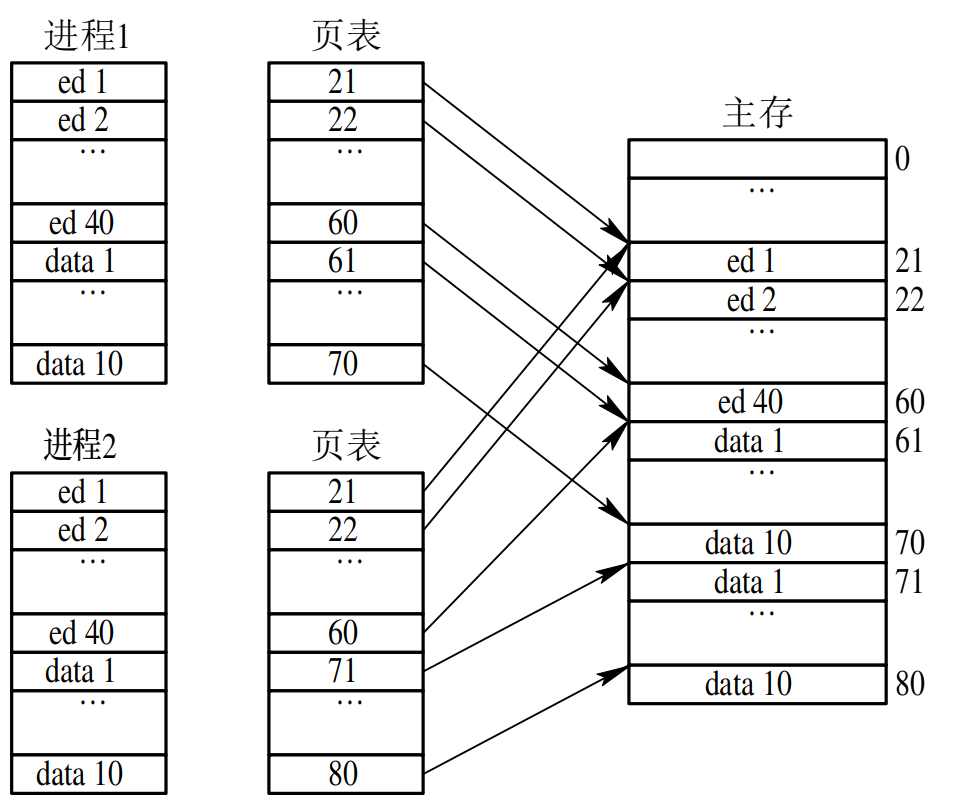 进程1
ed 1
ed 2
…
ed 40
data 1
…
data 10
页表
21
22
…
60
61
…
70
进程2
ed 1
ed 2
…
ed 40
data 1
…
data 10
页表
21
22
…
60
71
…
80
主存
0
…
ed 1 21
ed 2 22
…
ed 40 60
data 1 61
…
data 10 70
data 1 71
…
data 10 80